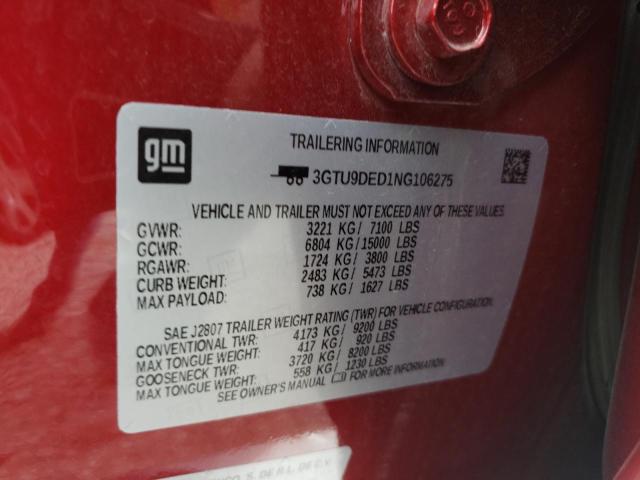 gm
TRAILERING INFORMATION
3GTU9DED1NG106275
VEHICLE AND TRAILER MUST NOT EXCEED ANY OF THESE VALUES
GVWR: 3221 KG/ 7100 LBS
GCWR: 6804 KG/15000 LBS
RGAWR: 1724 KG/ 3800 LBS
CURB WEIGHT: 2483 KG/ 5473 LBS
MAX PAYLOAD: 738 KG/ 1627 LBS
SAE J2807 TRAILER WEIGHT RATING (TWR) FOR VEHICLE CONFIGURATION.
CONVENTIONAL TWR: 4173 KG/ 9200 LBS
MAX TONGUE WEIGHT: 417 KG/ 920 LBS
GOOSENECK TWR: 3720 KG/ 8200 LBS
MAX TONGUE WEIGHT: 558 KG/ 1230 LBS
SEE OWNER'S MANUAL FOR MORE INFORMATION
S. DE R.L. DE C.V.